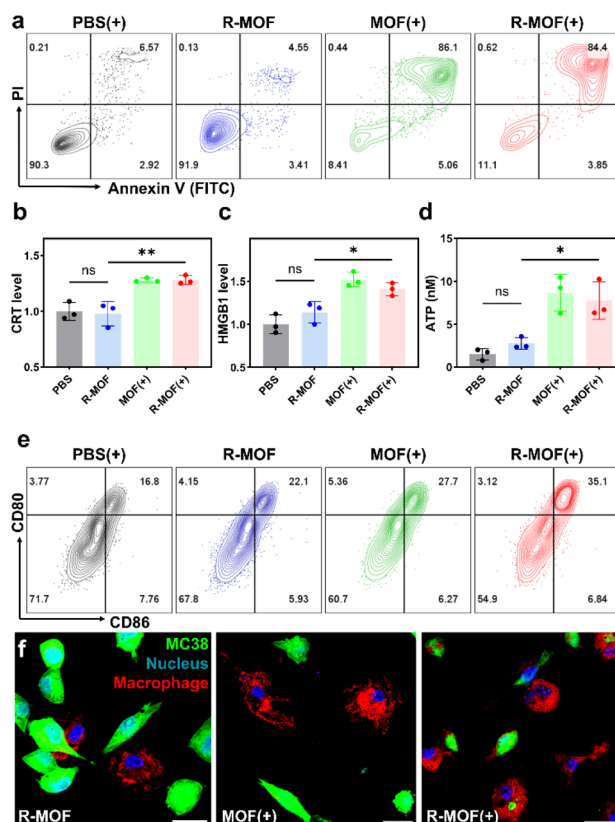 a PBS(+) R-MOF MOF(+) R-MOF(+)
0.21 6.57 0.13 4.55 0.44 86.1 0.62 84.4
PI
90.3 2.92 91.9 3.41 8.41 5.06 11.1 3.85
Annexin V (FITC)
b c d
CRT level
1.5
1.0
0.5
ns
**
PBS
R-MOF
MOF(+)
R-MOF(+)
HMGB1 level
1.5
1.0
0.5
ns
*
PBS
R-MOF
MOF(+)
R-MOF(+)
ATP (nM)
15
10
5
0
ns
*
PBS
R-MOF
MOF(+)
R-MOF(+)
e PBS(+) R-MOF MOF(+) R-MOF(+)
3.77 16.8 4.15 22.1 5.36 27.7 3.12 35.1
CD80
71.7 7.76 67.8 5.93 60.7 6.27 54.9 6.84
CD86
f MC38
Nucleus
Macrophage
R-MOF MOF(+) R-MOF(+)